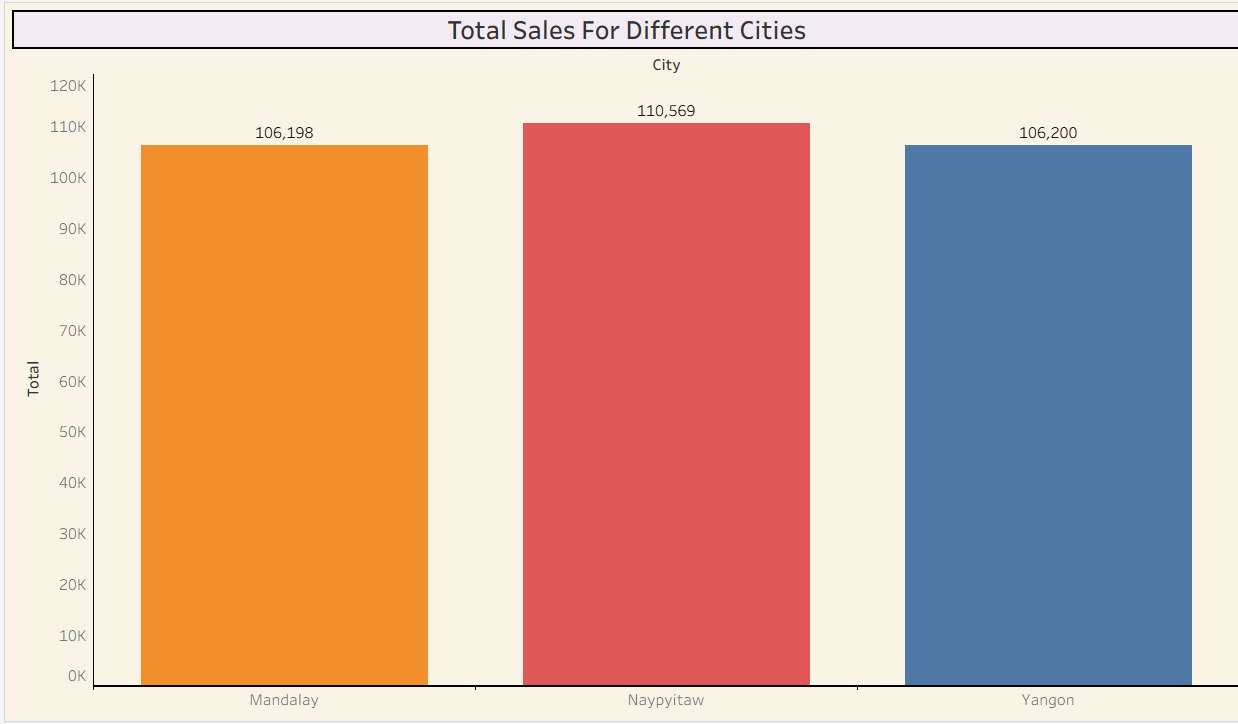 Total Sales For Different Cities
City
120K
110,569
110K
106,198
106,200
100K
90K
80K
70K
60K
Total
50K
40K
30K
20K
10K
0K
Mandalay Naypyitaw Yangon